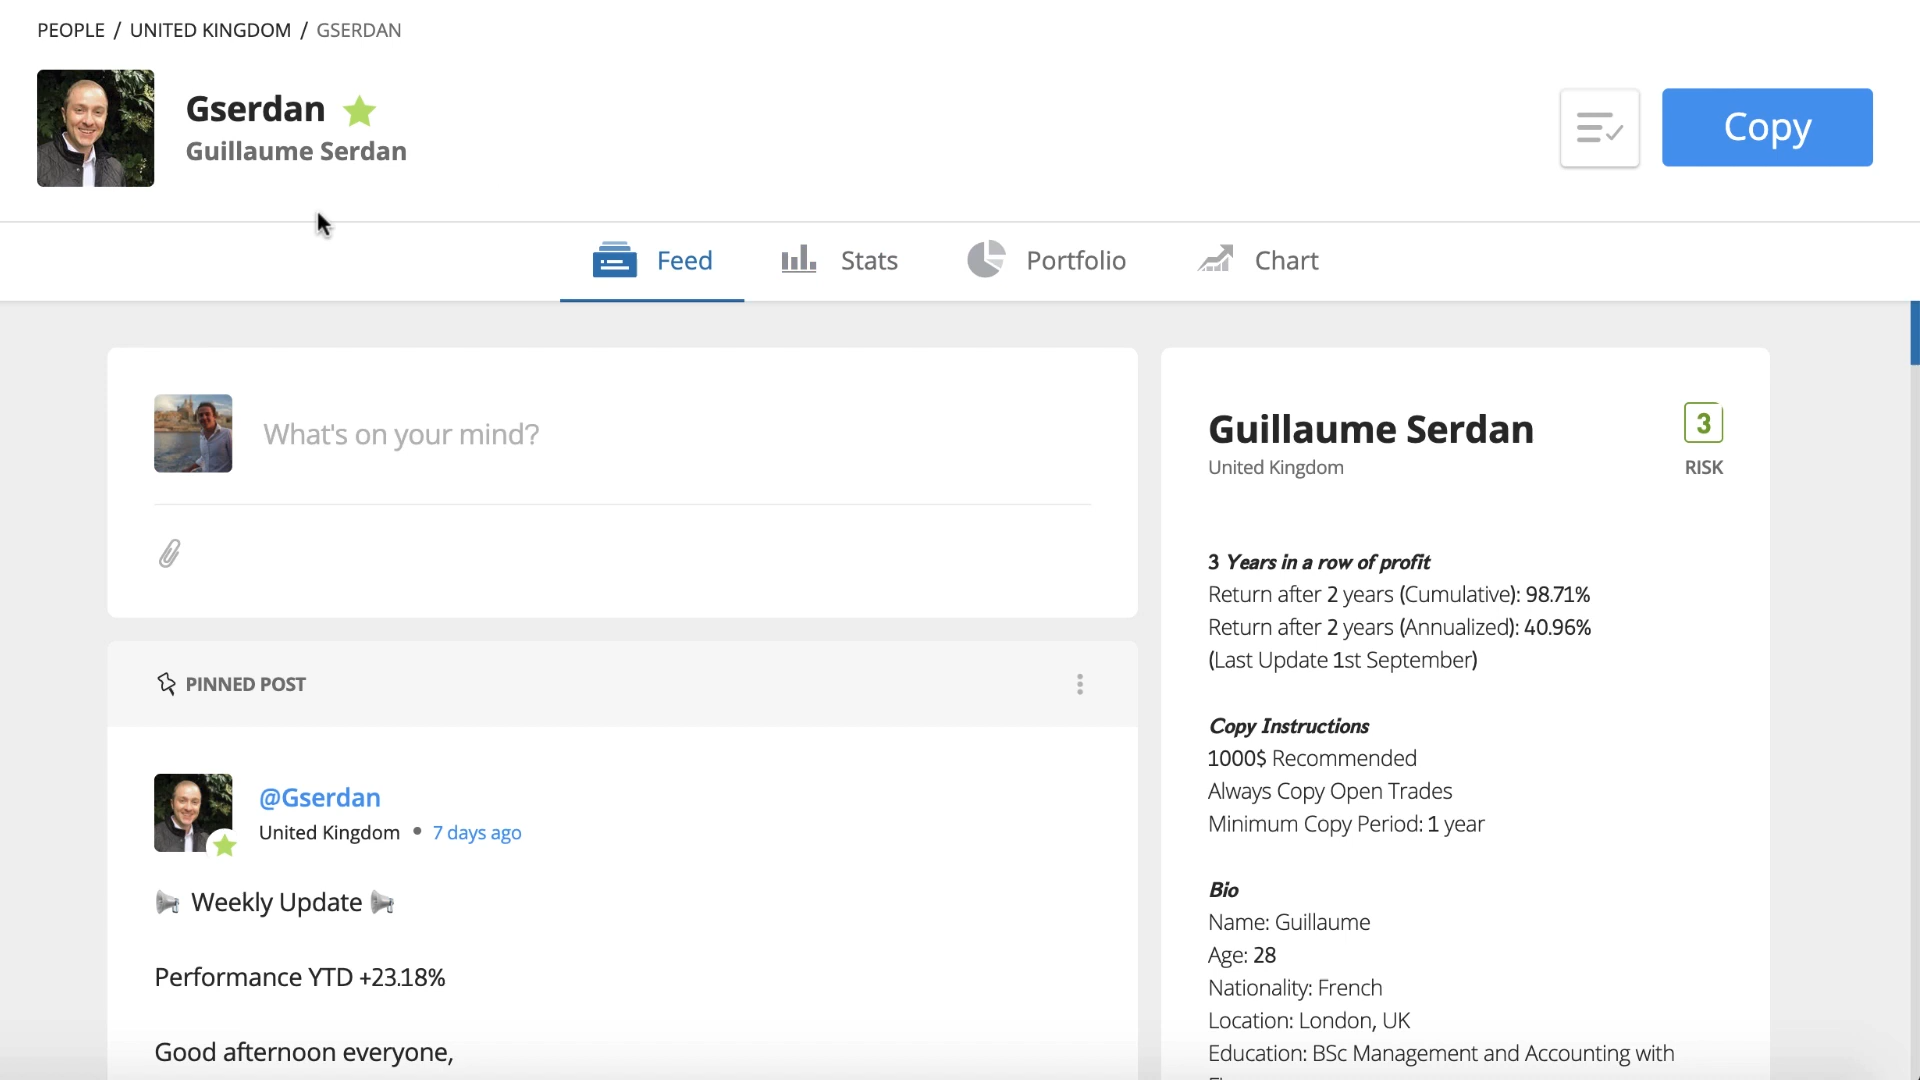 PEOPLE / UNITED KINGDOM / GSERDAN
Gserdan
Guillaume Serdan
Copy
Feed
Stats
Portfolio
Chart
What's on your mind?
PINNED POST
@Gserdan
United Kingdom • 7 days ago
Weekly Update
Performance YTD +23.18%
Good afternoon everyone,
Guillaume Serdan
3
United Kingdom
RISK
3 Years in a row of profit
Return after 2 years (Cumulative): 98.71%
Return after 2 years (Annualized): 40.96%
(Last Update 1st September)
Copy Instructions
1000$ Recommended
Always Copy Open Trades
Minimum Copy Period: 1 year
Bio
Name: Guillaume
Age: 28
Nationality: French
Location: London, UK
Education: BSc Management and Accounting with